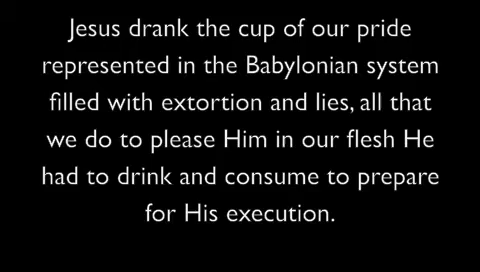 Jesus drank the cup of our pride
represented in the Babylonian system
filled with extortion and lies, all that
we do to please Him in our flesh He
had to drink and consume to prepare
for His execution.